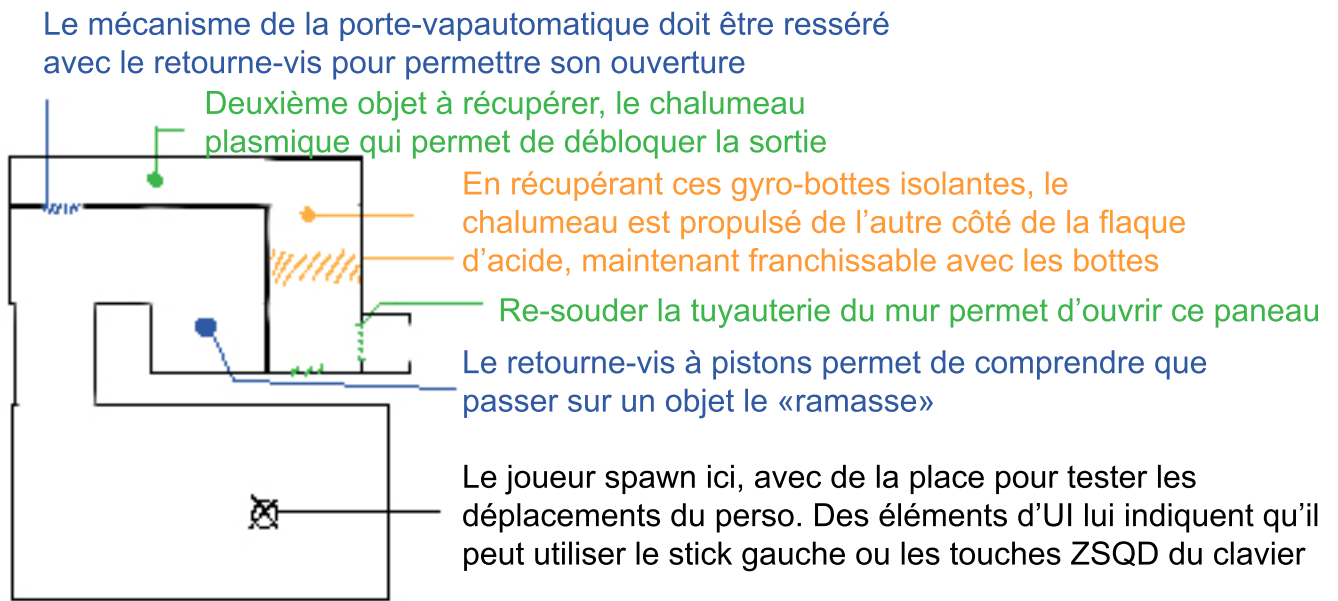 Le mécanisme de la porte-vapautomatique doit être resséré
avec le retourne-vis pour permettre son ouverture
Deuxième objet à récupérer, le chalumeau
plasmique qui permet de débloquer la sortie
En récupérant ces gyro-bottes isolantes, le
chalumeau est propulsé de l’autre côté de la flaque
d’acide, maintenant franchissable avec les bottes
Re-souder la tuyauterie du mur permet d’ouvrir ce paneau
Le retourne-vis à pistons permet de comprendre que
passer sur un objet le «ramasse»
Le joueur spawn ici, avec de la place pour tester les
déplacements du perso. Des éléments d’UI lui indiquent qu’il
peut utiliser le stick gauche ou les touches ZSQD du clavier